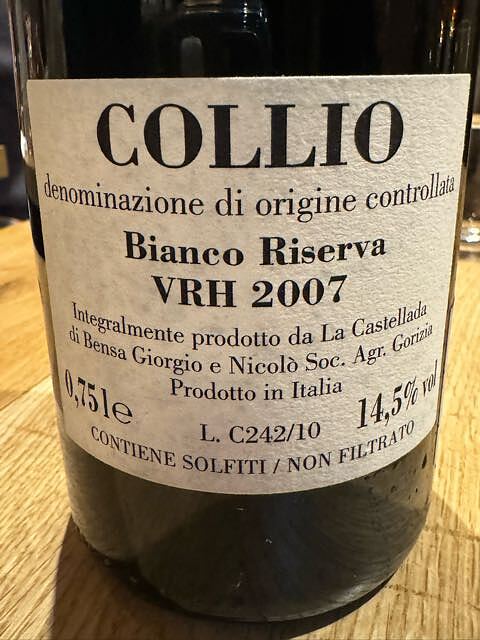 COLLIO
denominazione di origine controllata
Bianco Riserva
VRH 2007
Integralmente prodotto da La Castellada
di Bensa Giorgio e Nicolò Soc. Agr. Gorizia
Prodotto in Italia
0,75 l e
L. C242/10
14,5% vol
CONTIENE SOLFITI / NON FILTRATO